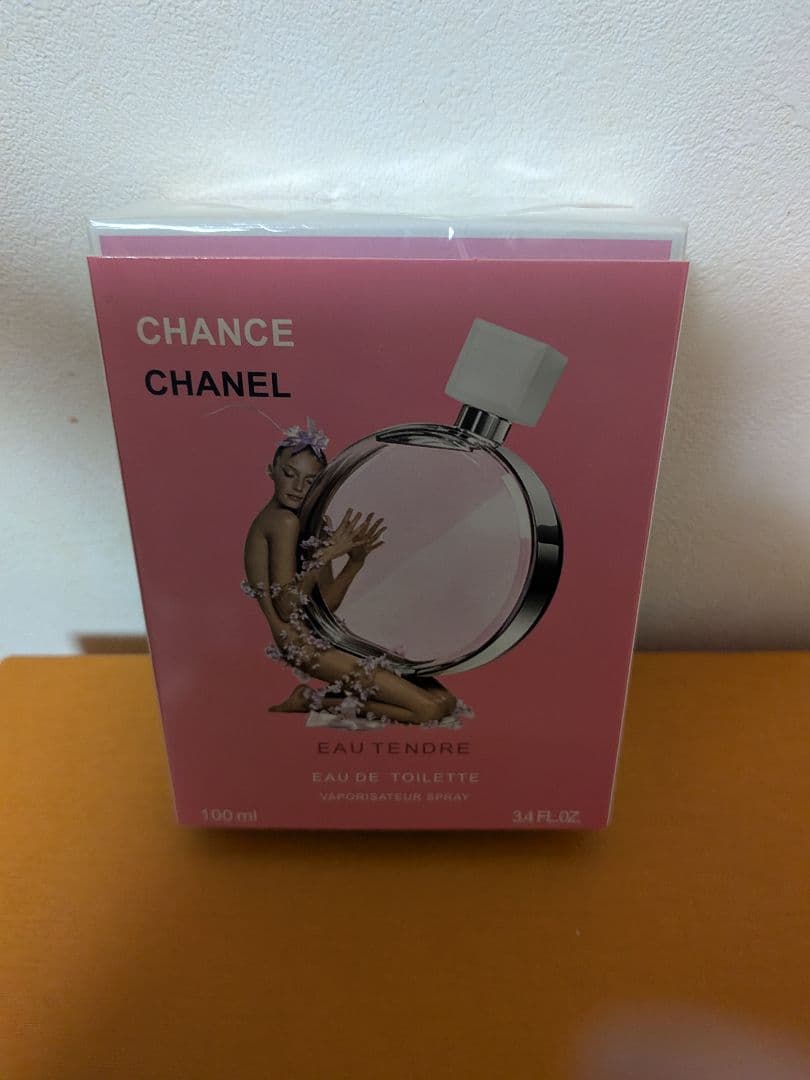 CHANCE
CHANEL
EAU TENDRE
EAU DE TOILETTE
VAPORISATEUR SPRAY
100 ml
3.4 FL.OZ.